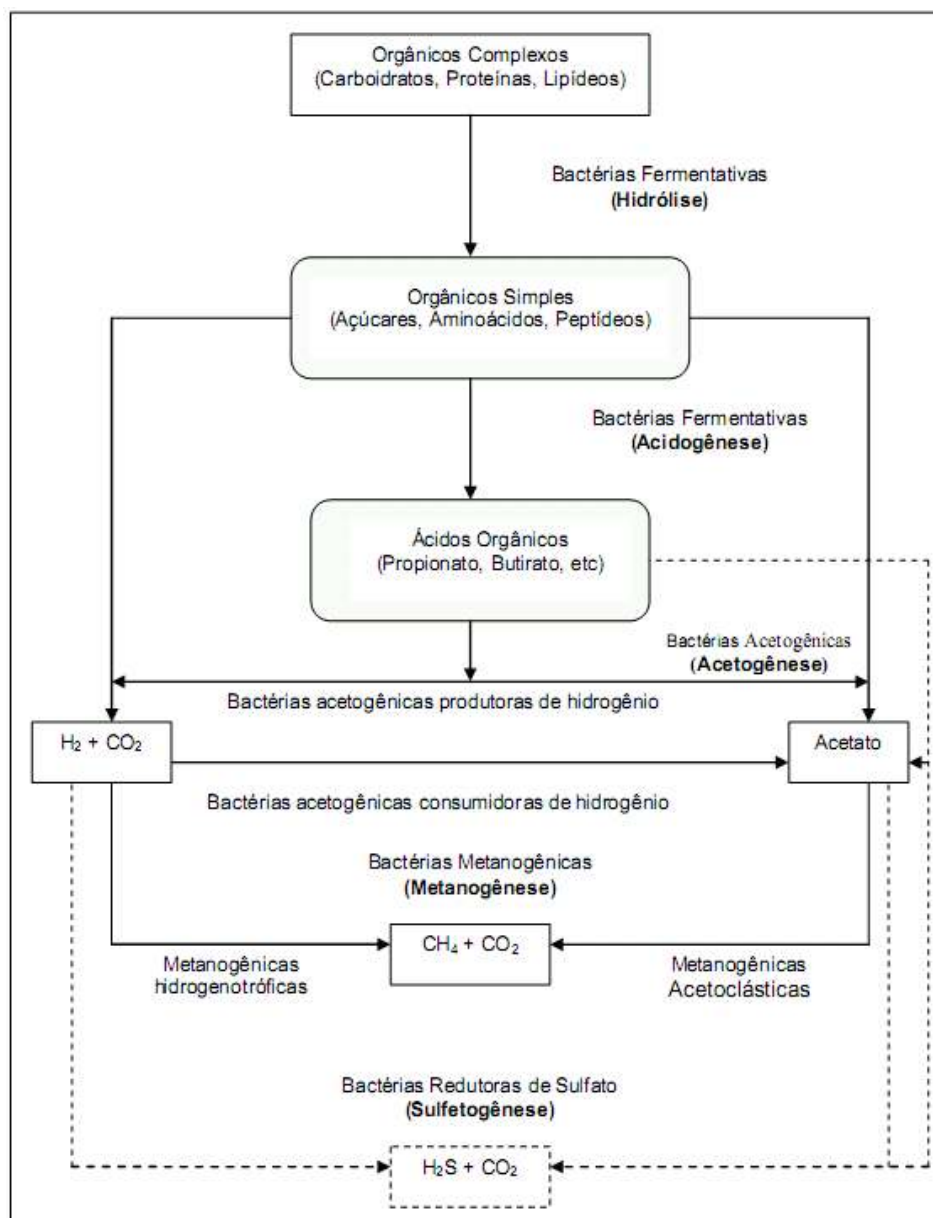 Orgânicos Complexos
(Carboidratos, Proteínas, Lipídeos)
Bactérias Fermentativas
(Hidrólise)
Orgânicos Simples
(Açúcares, Aminoácidos, Peptídeos)
Bactérias Fermentativas
(Acidogênese)
Ácidos Orgânicos
(Propionato, Butirato, etc)
Bactérias Acetogênicas
(Acetogênese)
Bactérias acetogênicas produtoras de hidrogênio
H₂ + CO₂
Acetato
Bactérias acetogênicas consumidoras de hidrogênio
Bactérias Metanogênicas
(Metanogênese)
CH₄ + CO₂
Metanogênicas
hidrogenotróficas
Metanogênicas
Acetoclásticas
Bactérias Redutoras de Sulfato
(Sulfetogênese)
H₂S + CO₂